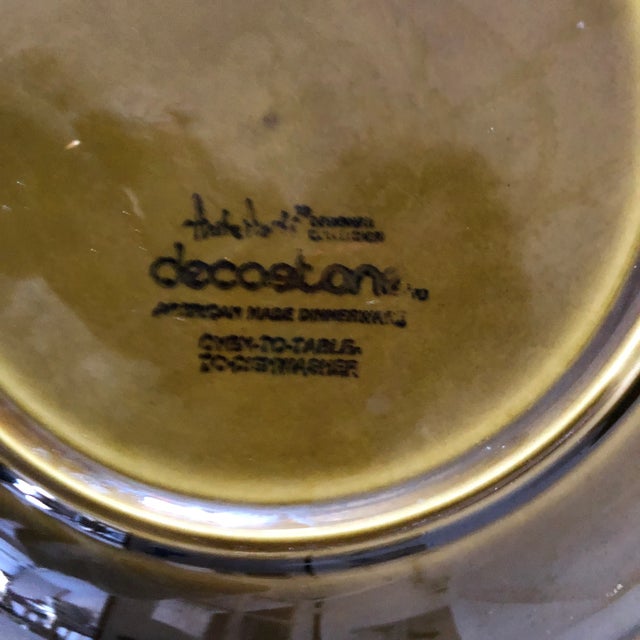 decostone
AMERICAN MADE DINNERWARE
OVEN-TO-TABLE
TO-DISHWASHER